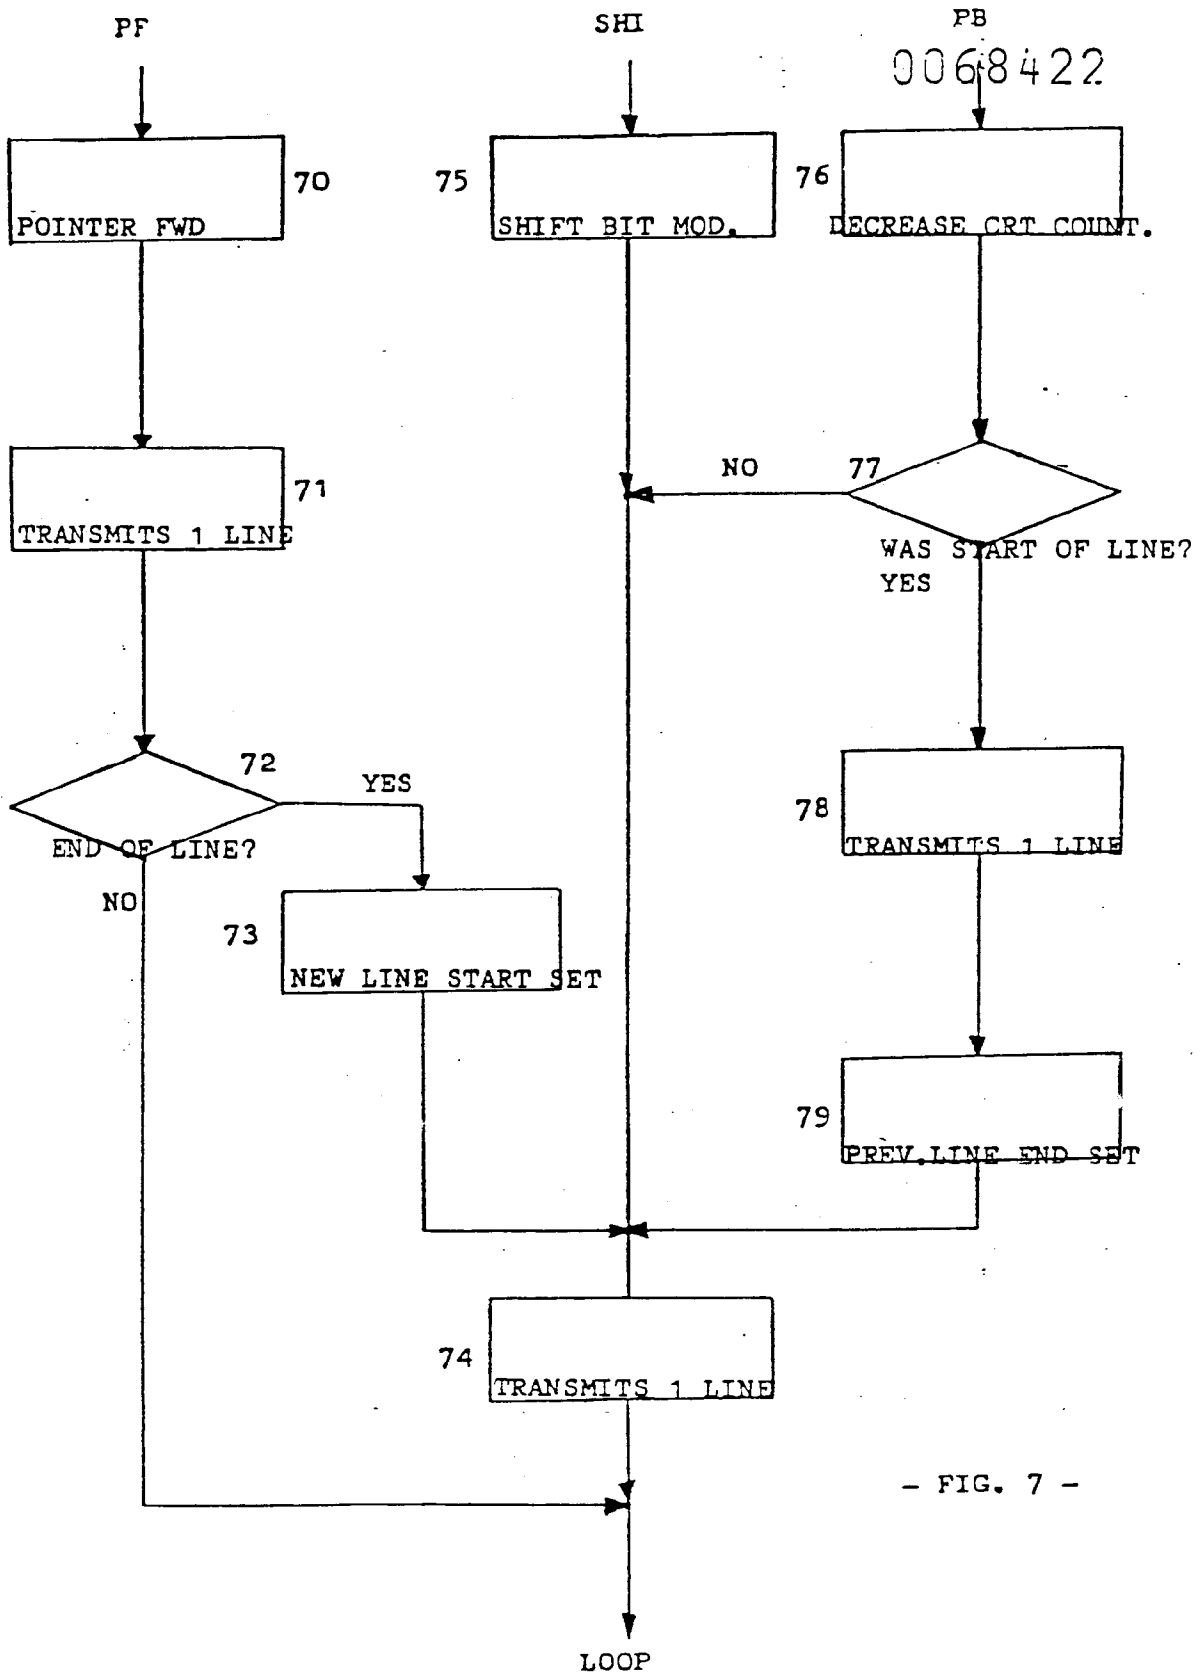 PF
SHI
PB
0068422
70
POINTER FWD
75
SHIFT BIT MOD.
76
DECREASE CRT COUNT.
71
TRANSMITS 1 LINE
NO
77
WAS START OF LINE?
YES
72
YES
END OF LINE?
NO
78
TRANSMITS 1 LINE
73
NEW LINE START SET
79
PREV.LINE END SET
74
TRANSMITS 1 LINE
- FIG. 7 -
LOOP